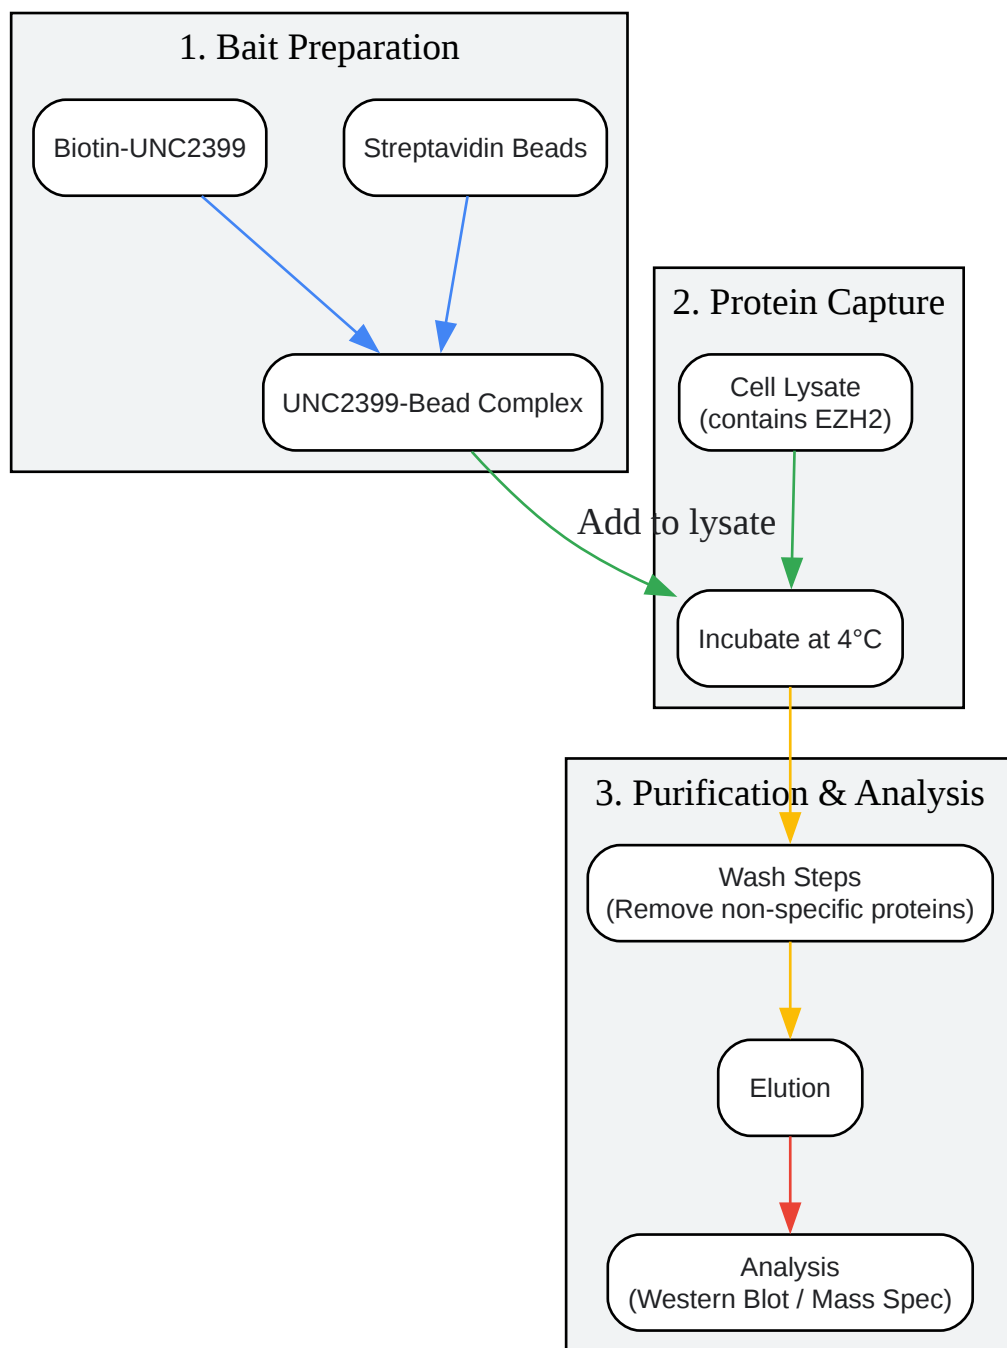 1. Bait Preparation
Biotin-UNC2399
Streptavidin Beads
UNC2399-Bead Complex
2. Protein Capture
Cell Lysate
(contains EZH2)
Add to lysate
Incubate at 4°C
3. Purification & Analysis
Wash Steps
(Remove non-specific proteins)
Elution
Analysis
(Western Blot / Mass Spec)